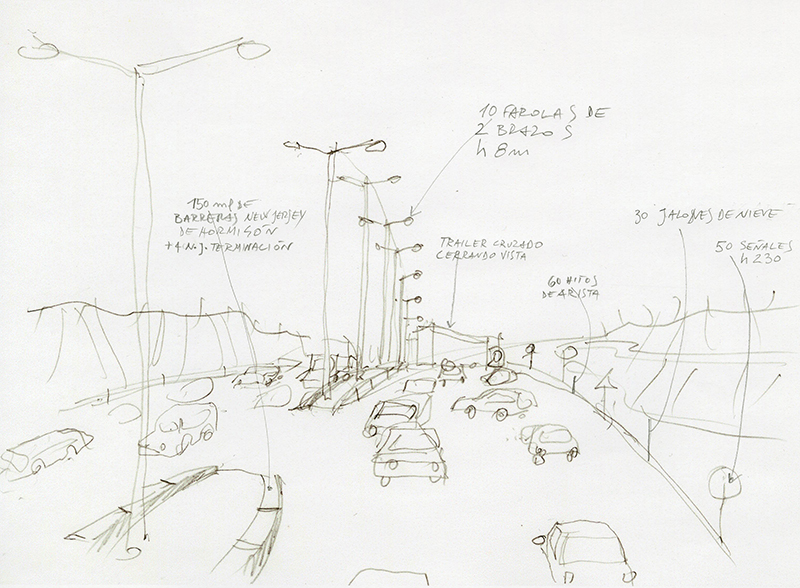 10 FAROLAS DE
2 BRAZOS
h 8m
150 ml DE
BARRERAS NEW JERSEY
DE HORMIGÓN
+ 4 N.J. TERMINACIÓN
TRAILER CRUZADO
CERRANDO VISTA
60 HITOS
DE ARISTA
30 JALONES DE NIEVE
50 SEÑALES
h 230